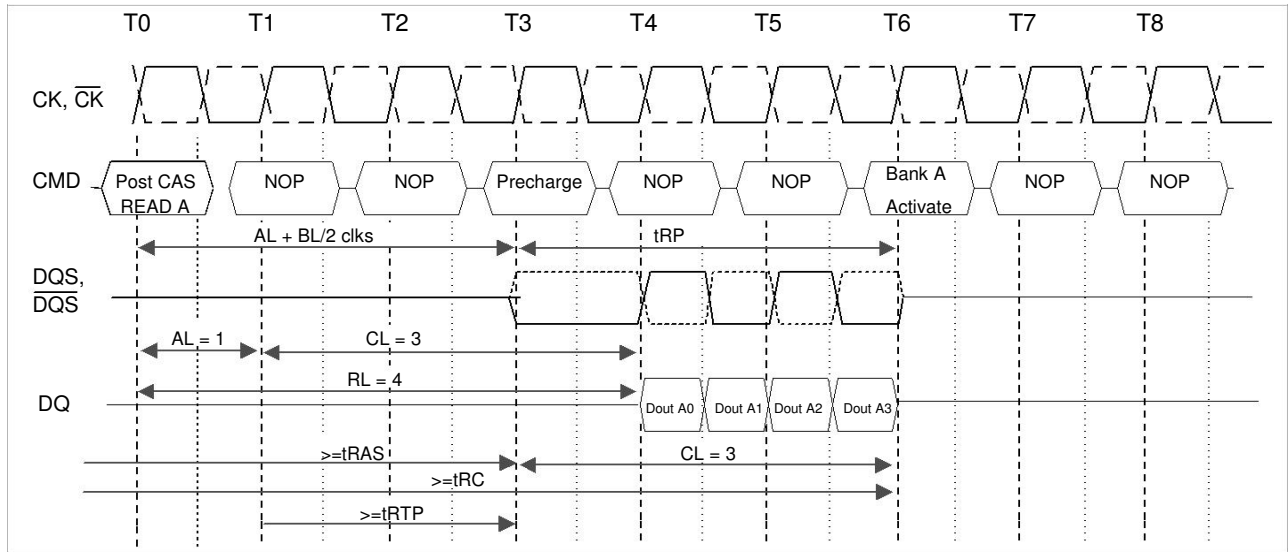 T0 T1 T2 T3 T4 T5 T6 T7 T8
CK, CK
CMD
Post CAS
READ A
NOP
NOP
Precharge
NOP
NOP
Bank A
Activate
NOP
NOP
AL + BL/2 clks
tRP
DQS,
DQS
AL = 1
CL = 3
RL = 4
DQ
Dout A0
Dout A1
Dout A2
Dout A3
>=tRAS
CL = 3
>=tRC
>=tRTP